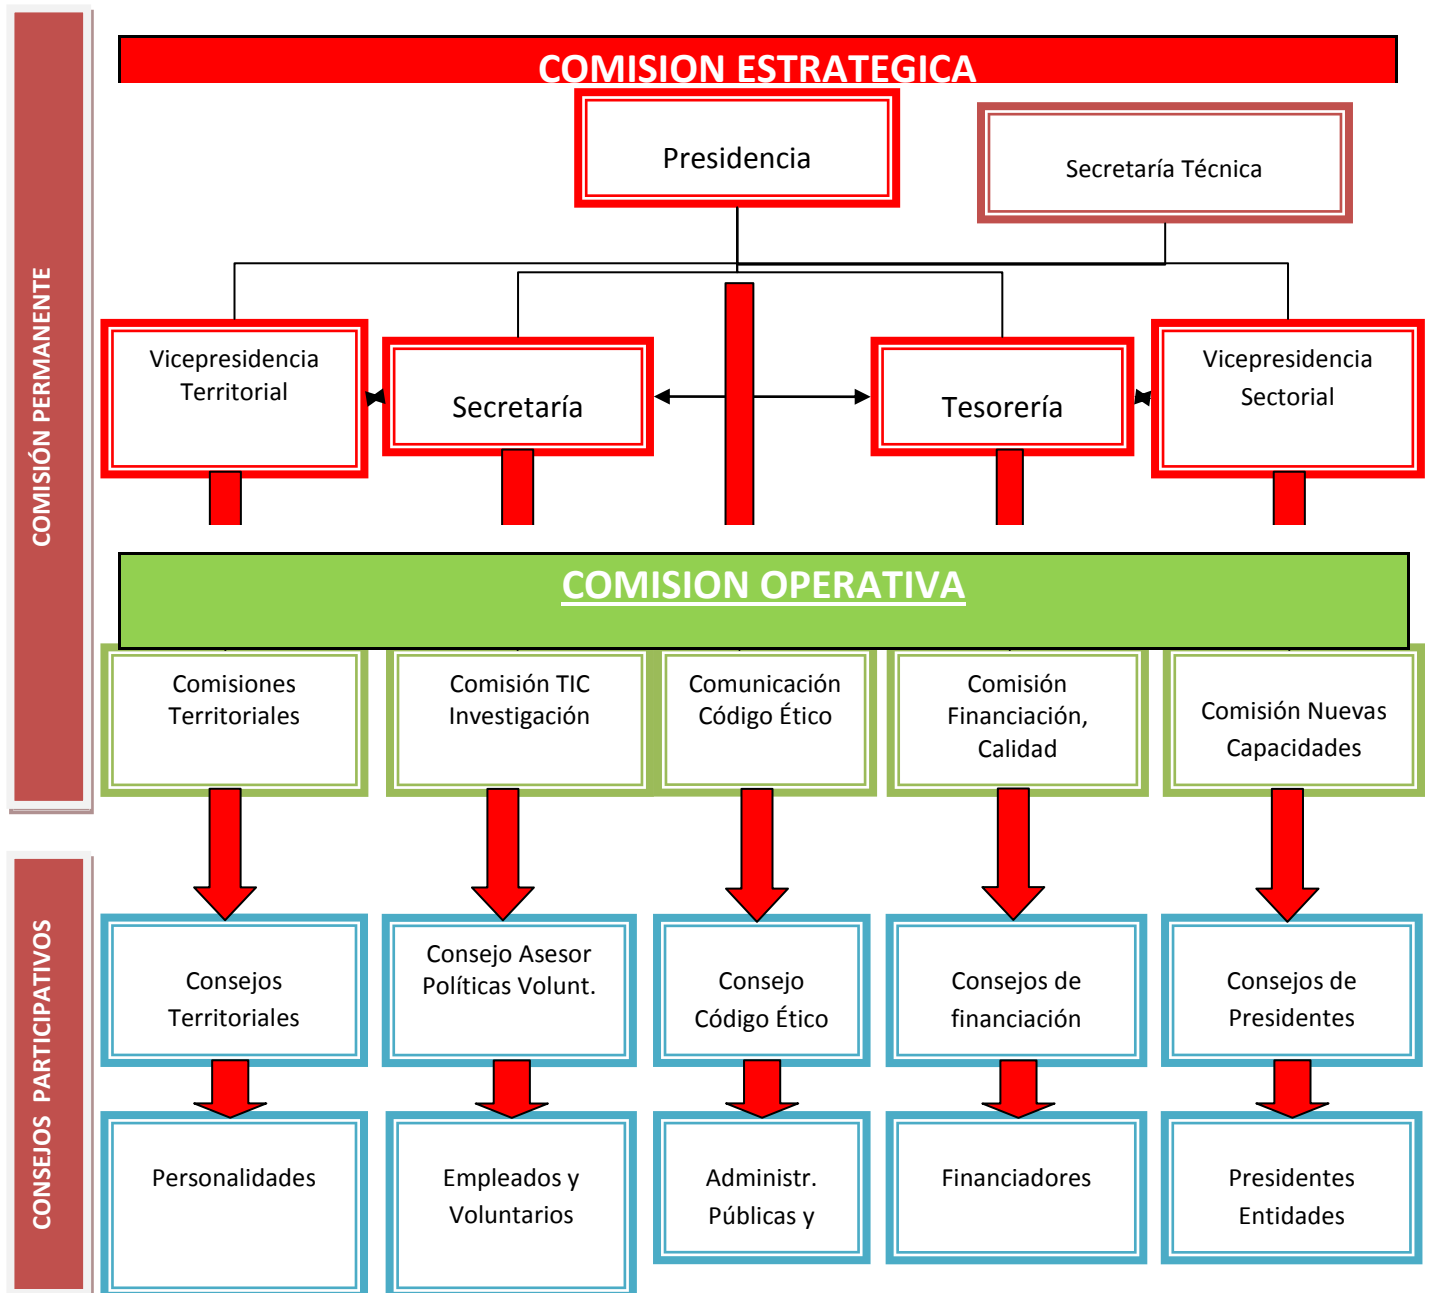 COMISION ESTRATEGICA
Presidencia
Secretaría Técnica
COMISIÓN PERMANENTE
Vicepresidencia
Territorial
Secretaría
Tesorería
Vicepresidencia
Sectorial
COMISION OPERATIVA
Comisiones
Territoriales
Comisión TIC
Investigación
Comunicación
Código Ético
Comisión
Financiación,
Calidad
Comisión Nuevas
Capacidades
CONSEJOS PARTICIPATIVOS
Consejos
Territoriales
Consejo Asesor
Políticas Volunt.
Consejo
Código Ético
Consejos de
financiación
Consejos de
Presidentes
Personalidades
Empleados y
Voluntarios
Administr.
Públicas y
Financiadores
Presidentes
Entidades